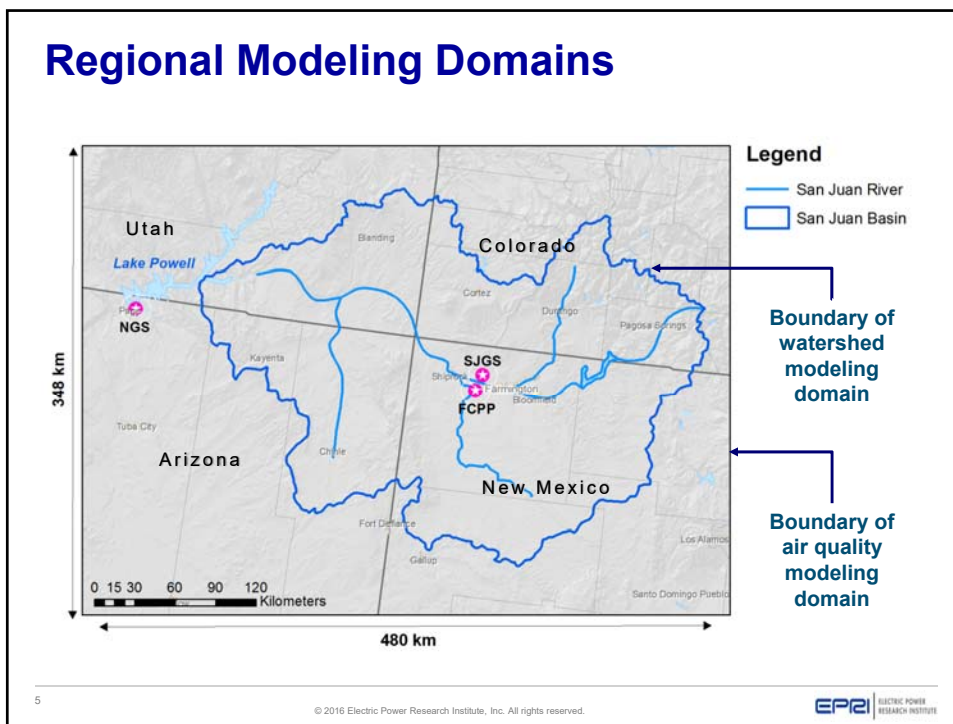 Regional Modeling Domains
Legend
San Juan River
San Juan Basin
Utah
Blanding
Colorado
Lake Powell
Cortez
Durango
Page
NGS
Pagosa Springs
Boundary of
watershed
modeling
domain
348 km
Kayenta
SJGS
Shiprock
Farmington
Bloomfield
FCPP
Tuba City
Arizona
Chinle
New Mexico
Fort Defiance
Gallup
Los Alamos
Boundary of
air quality
modeling
domain
0 15 30 60 90 120
Kilometers
Santo Domingo Pueblo
480 km
5
© 2016 Electric Power Research Institute, Inc. All rights reserved.
EPRI ELECTRIC POWER
RESEARCH INSTITUTE